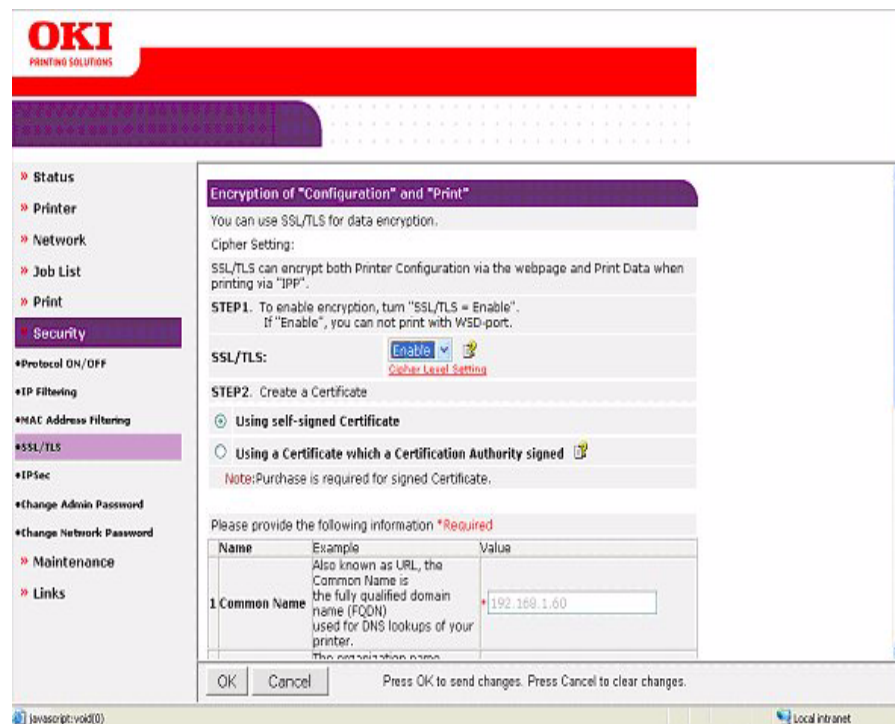 OKI
PRINTING SOLUTIONS
Status
Printer
Network
Job List
Print
Security
Protocol ON/OFF
IP Filtering
MAC Address Filtering
SSL/TLS
IPSec
Change Admin Password
Change Network Password
Maintenance
Links
Encryption of "Configuration" and "Print"
You can use SSL/TLS for data encryption.
Cipher Setting:
SSL/TLS can encrypt both Printer Configuration via the webpage and Print Data when
printing via "IPP".
STEP1. To enable encryption, turn "SSL/TLS = Enable".
If "Enable", you can not print with WSD-port.
SSL/TLS:
Enable
Cipher Level Setting
STEP2. Create a Certificate
Using self-signed Certificate
Using a Certificate which a Certification Authority signed
Note:Purchase is required for signed Certificate.
Please provide the following information *Required
Name Example Value
1 Common Name
Also known as URL, the
Common Name is
the fully qualified domain
name (FQDN)
used for DNS lookups of your
printer.
* 192.168.1.60
The organization name
OK Cancel Press OK to send changes. Press Cancel to clear changes.
javascript:void(0) Local intranet